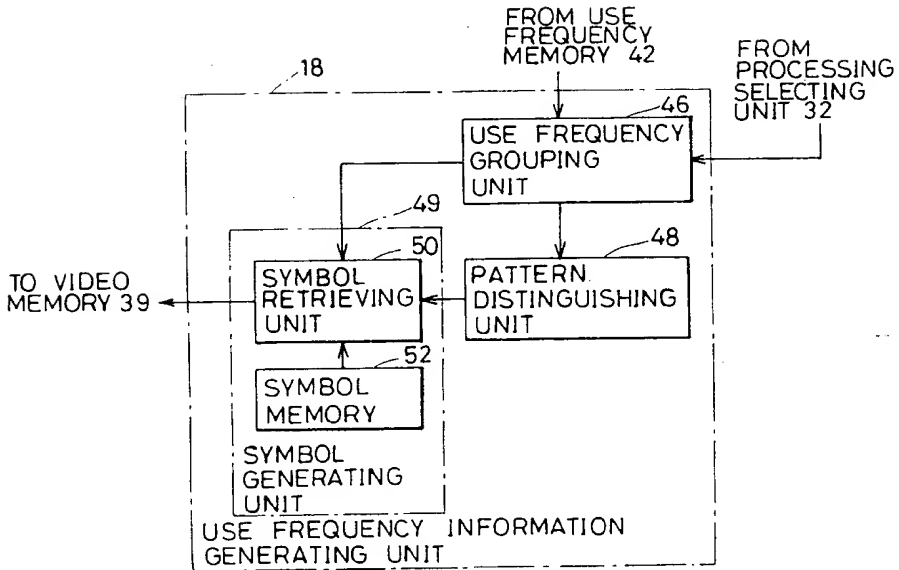 FROM USE
FREQUENCY
MEMORY 42
FROM
PROCESSING
SELECTING
UNIT 32
18
46
USE FREQUENCY
GROUPING
UNIT
49
48
50
TO VIDEO
MEMORY 39
SYMBOL
RETRIEVING
UNIT
PATTERN
DISTINGUISHING
UNIT
52
SYMBOL
MEMORY
SYMBOL
GENERATING
UNIT
USE FREQUENCY INFORMATION
GENERATING UNIT